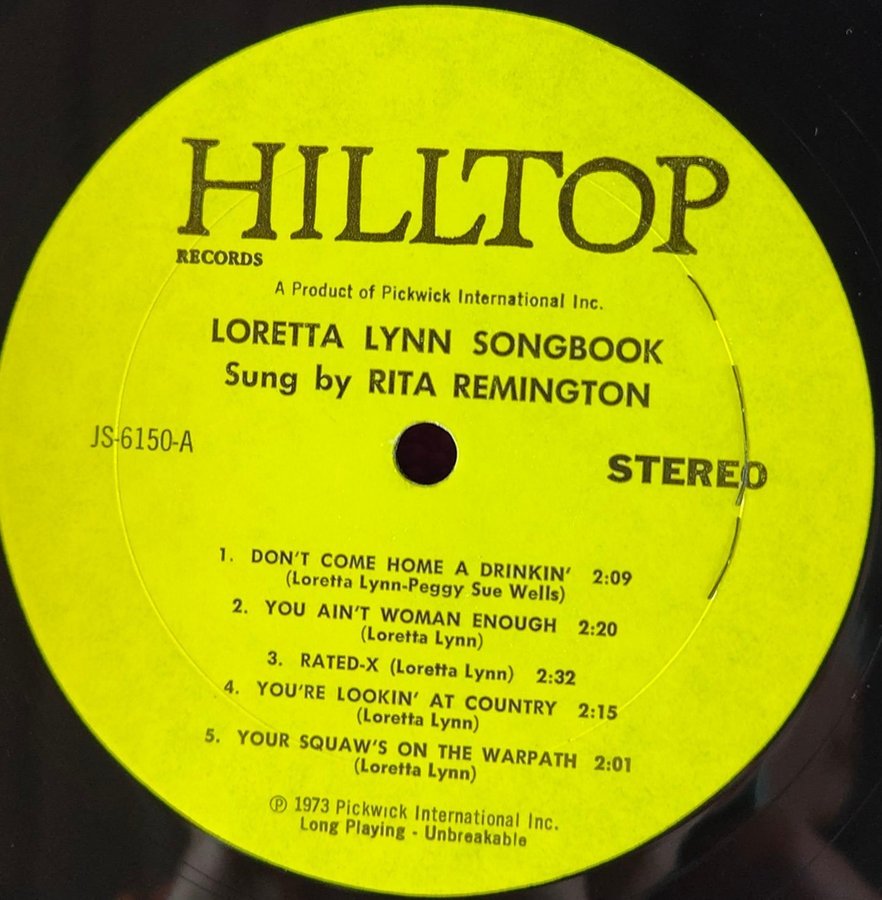 HILLTOP
RECORDS
A Product of Pickwick International Inc.
LORETTA LYNN SONGBOOK
Sung by RITA REMINGTON
JS-6150-A
STEREO
1. DON'T COME HOME A DRINKIN' 2:09
(Loretta Lynn-Peggy Sue Wells)
2. YOU AIN'T WOMAN ENOUGH 2:20
(Loretta Lynn)
3. RATED-X (Loretta Lynn) 2:32
4. YOU'RE LOOKIN' AT COUNTRY 2:15
(Loretta Lynn)
5. YOUR SQUAW'S ON THE WARPATH 2:01
(Loretta Lynn)
℗ 1973 Pickwick International Inc.
Long Playing - Unbreakable